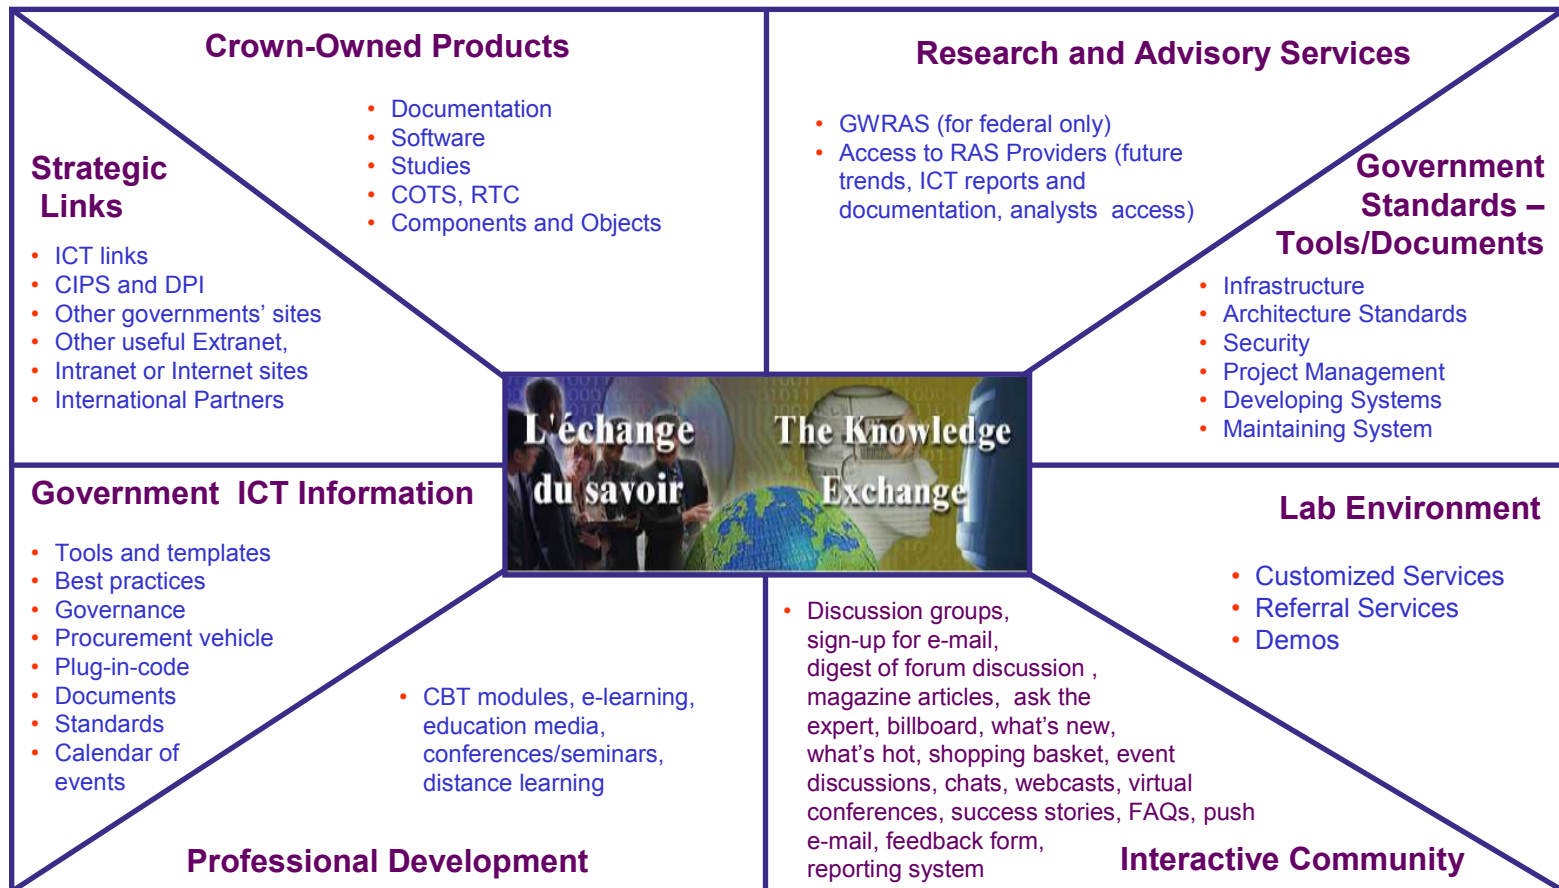 Crown-Owned Products
• Documentation
• Software
• Studies
• COTS, RTC
• Components and Objects
Research and Advisory Services
• GWRAS (for federal only)
• Access to RAS Providers (future
trends, ICT reports and
documentation, analysts access)
Strategic
Links
• ICT links
• CIPS and DPI
• Other governments’ sites
• Other useful Extranet,
• Intranet or Internet sites
• International Partners
Government
Standards –
Tools/Documents
• Infrastructure
• Architecture Standards
• Security
• Project Management
• Developing Systems
• Maintaining System
L'échange
du savoir
The Knowledge
Exchange
Government ICT Information
• Tools and templates
• Best practices
• Governance
• Procurement vehicle
• Plug-in-code
• Documents
• Standards
• Calendar of
events
Lab Environment
• Customized Services
• Referral Services
• Demos
• CBT modules, e-learning,
education media,
conferences/seminars,
distance learning
Professional Development
• Discussion groups,
sign-up for e-mail,
digest of forum discussion ,
magazine articles, ask the
expert, billboard, what’s new,
what’s hot, shopping basket, event
discussions, chats, webcasts, virtual
conferences, success stories, FAQs, push
e-mail, feedback form,
reporting system
Interactive Community